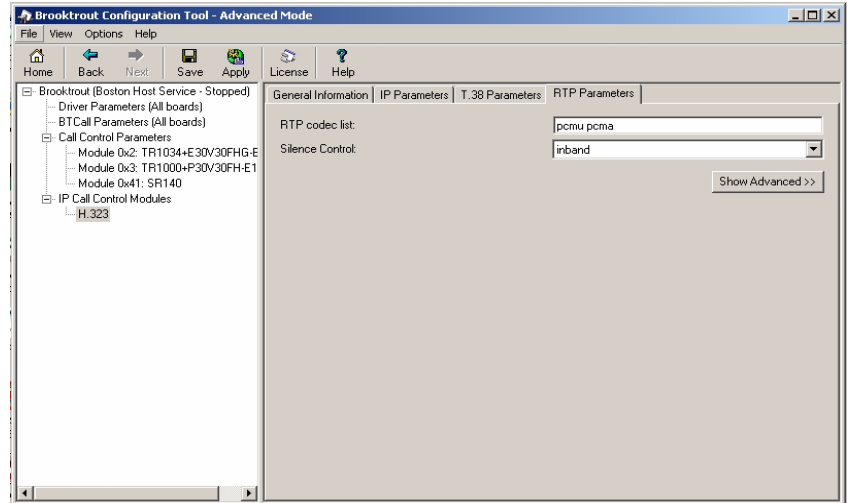 Brooktrout Configuration Tool - Advanced Mode
File View Options Help
Home Back Next Save Apply License Help
Brooktrout (Boston Host Service - Stopped)
Driver Parameters (All boards)
BTCall Parameters (All boards)
Call Control Parameters
Module 0x2: TR1034+E30V30FHG-E
Module 0x3: TR1000+P30V30FH-E1
Module 0x41: SR140
IP Call Control Modules
H.323
General Information IP Parameters T.38 Parameters RTP Parameters
RTP codec list: pcmu pcma
Silence Control: inband
Show Advanced >>